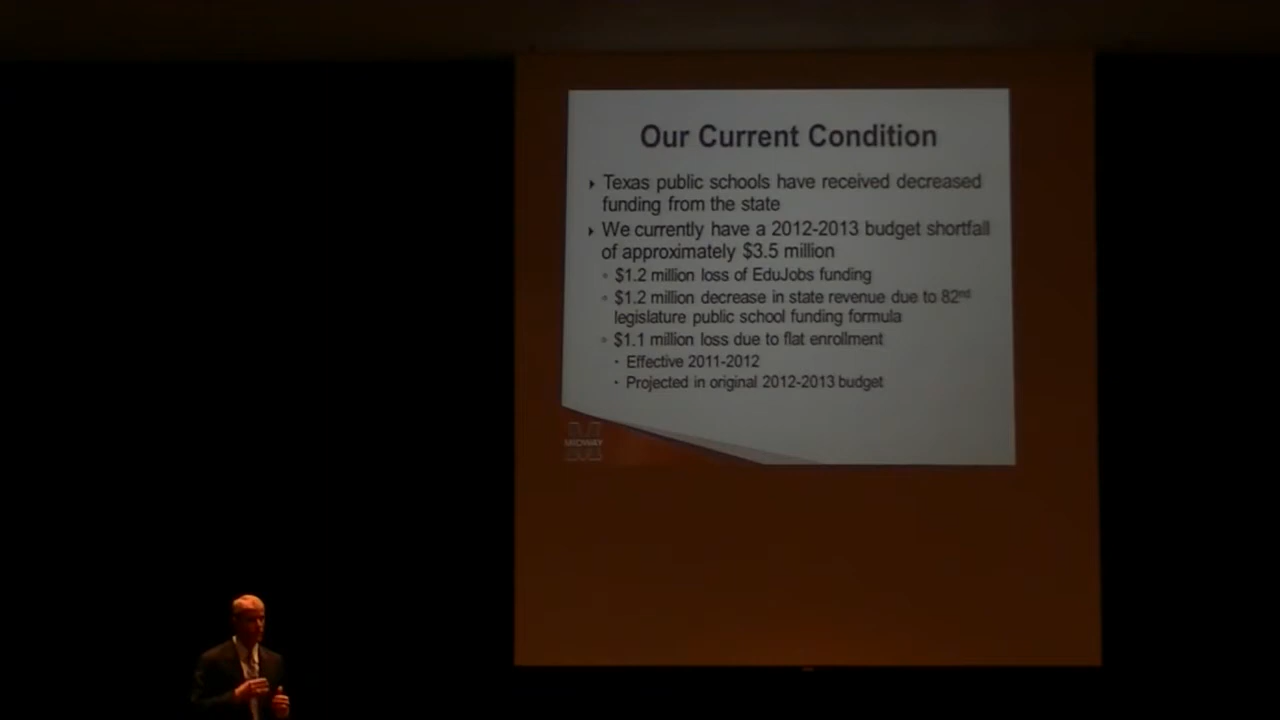 Our Current Condition
Texas public schools have received decreased
funding from the state
We currently have a 2012-2013 budget shortfall
of approximately $3.5 million
$1.2 million loss of EduJobs funding
$1.2 million decrease in state revenue due to 82nd
legislature public school funding formula
$1.1 million loss due to flat enrollment
Effective 2011-2012
Projected in original 2012-2013 budget
M
MIDWAY